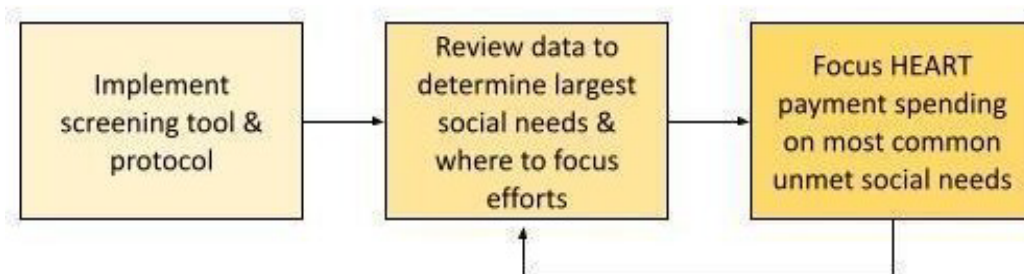 Implement
screening tool &
protocol
Review data to
determine largest
social needs &
where to focus
efforts
Focus HEART
payment spending
on most common
unmet social needs